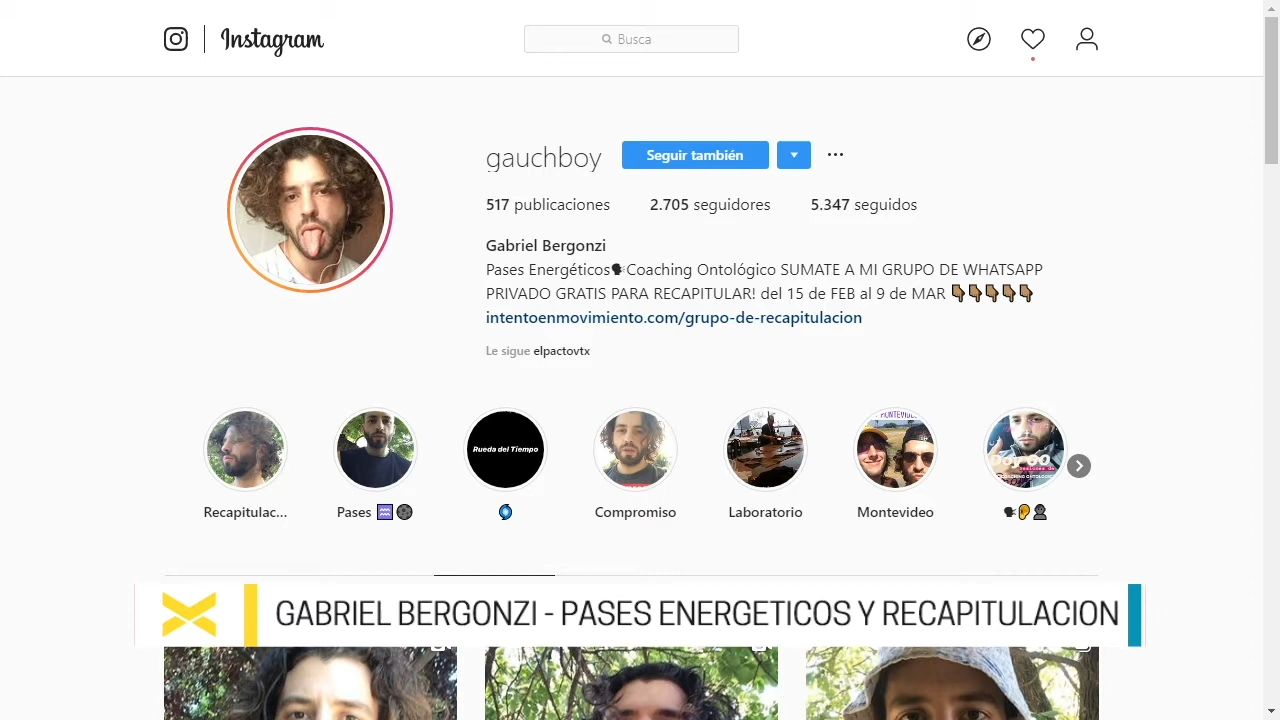 Instagram
Busca
gauchboy
Seguir también
517 publicaciones
2.705 seguidores
5.347 seguidos
Gabriel Bergonzi
Pases Energéticos🗣Coaching Ontológico SUMATE A MI GRUPO DE WHATSAPP
PRIVADO GRATIS PARA RECAPITULAR! del 15 de FEB al 9 de MAR 👇🏽👇🏽👇🏽👇🏽👇🏽
intentoenmovimiento.com/grupo-de-recapitulacion
Le sigue elpactovtx
Rueda del Tiempo
MONTEVIDEO
Recapitulac...
Pases ♒
Compromiso
Laboratorio
Montevideo
GABRIEL BERGONZI - PASES ENERGETICOS Y RECAPITULACION